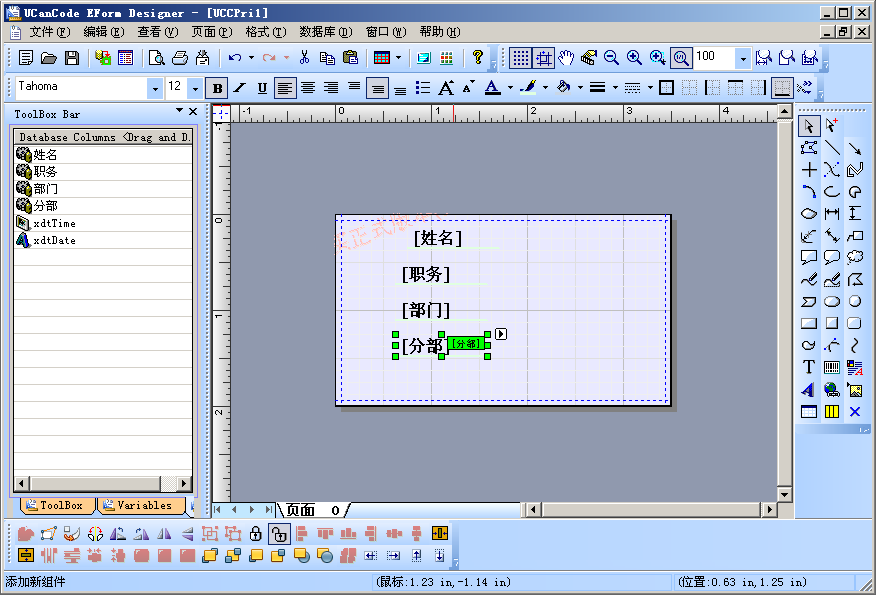 UCanCode EForm Designer - [UCCPri1]
文件(F) 编辑(E) 查看(V) 页面(P) 格式(T) 数据库(D) 窗口(W) 帮助(H)
100
Tahoma 12 B U
ToolBox Bar
Database Columns <Drag and D.
姓名
职务
部门
分部
xdtTime
xdtDate
-1 0 1 2 3 4
0
1
2
[姓名]
[职务]
[部门]
[分部] [分部]
ToolBox Variables
页面 0
添加新组件 (鼠标:1.23 in,-1.14 in) (位置:0.63 in,1.25 in)